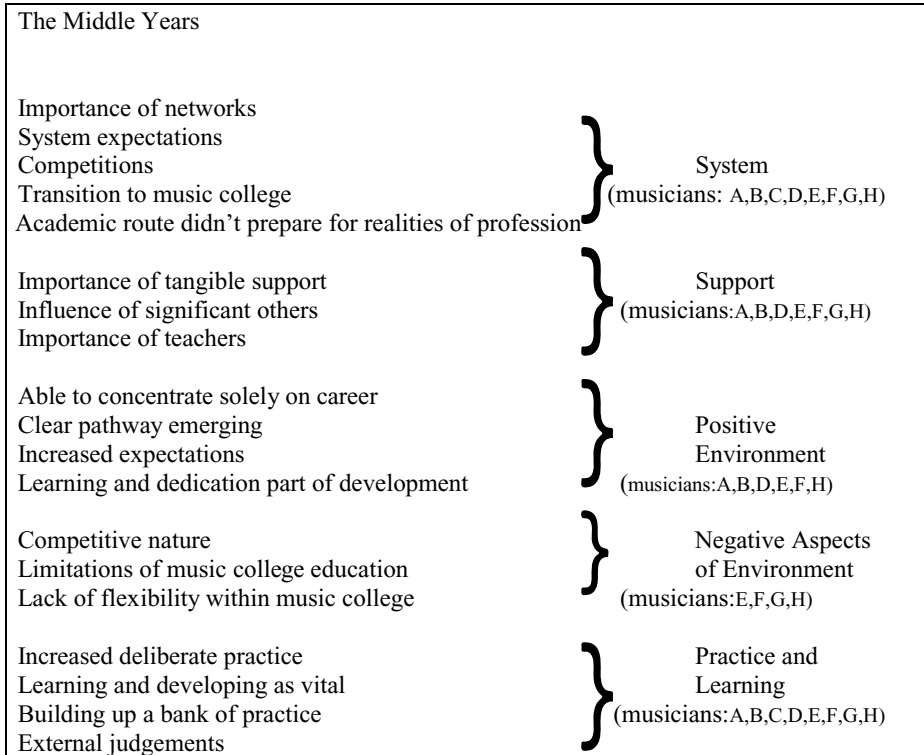 The Middle Years
Importance of networks
System expectations
Competitions System
Transition to music college (musicians: A,B,C,D,E,F,G,H)
Academic route didn't prepare for realities of profession
Importance of tangible support Support
Influence of significant others (musicians:A,B,D,E,F,G,H)
Importance of teachers
Able to concentrate solely on career
Clear pathway emerging Positive
Increased expectations Environment
Learning and dedication part of development (musicians:A,B,D,E,F,H)
Competitive nature Negative Aspects
Limitations of music college education of Environment
Lack of flexibility within music college (musicians:E,F,G,H)
Increased deliberate practice Practice and
Learning and developing as vital Learning
Building up a bank of practice (musicians:A,B,C,D,E,F,G,H)
External judgements